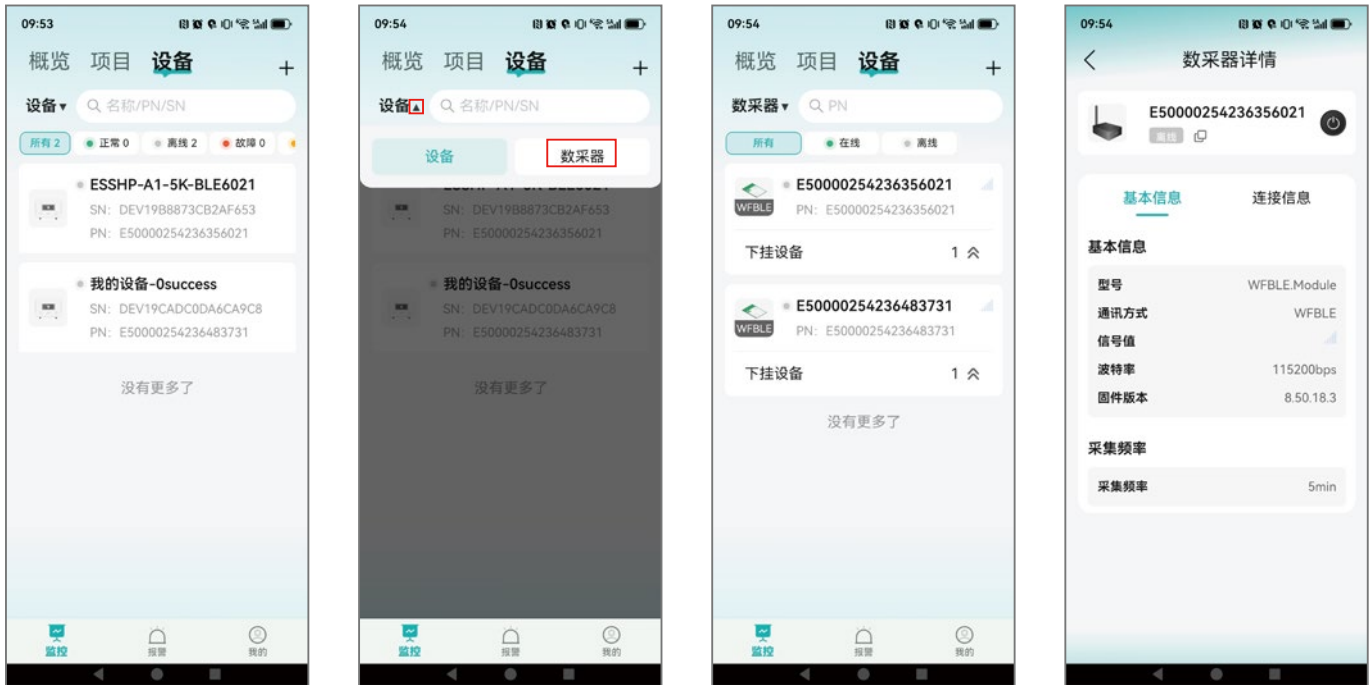 09:53
概览 项目 设备 +
设备▾ 名称/PN/SN
所有 2 正常 0 离线 2 故障 0
ESSHP-A1-5K-BLE6021
SN: DEV19B8873CB2AF653
PN: E50000254236356021
我的设备-0success
SN: DEV19CADC0DA6CA9C8
PN: E50000254236483731
没有更多了
监控 报警 我的
09:54
概览 项目 设备 +
设备▲ 名称/PN/SN
设备 数采器
SN: DEV19B8873CB2AF653
PN: E50000254236356021
我的设备-0success
SN: DEV19CADC0DA6CA9C8
PN: E50000254236483731
没有更多了
监控 报警 我的
09:54
概览 项目 设备 +
数采器▾ PN
所有 在线 离线
E50000254236356021
WFBLE PN: E50000254236356021
下挂设备 1
E50000254236483731
WFBLE PN: E50000254236483731
下挂设备 1
没有更多了
监控 报警 我的
09:54
数采器详情
E50000254236356021
离线
基本信息 连接信息
基本信息
型号 WFBLE.Module
通讯方式 WFBLE
信号值
波特率 115200bps
固件版本 8.50.18.3
采集频率
采集频率 5min